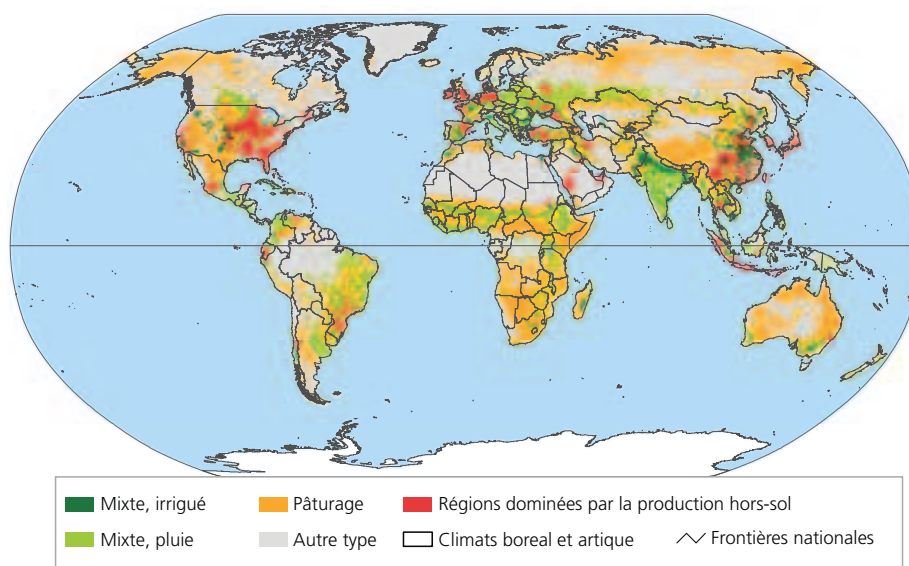 Mixte, irrigué Pâturage Régions dominées par la production hors-sol
Mixte, pluie Autre type Climats boreal et artique Frontières nationales